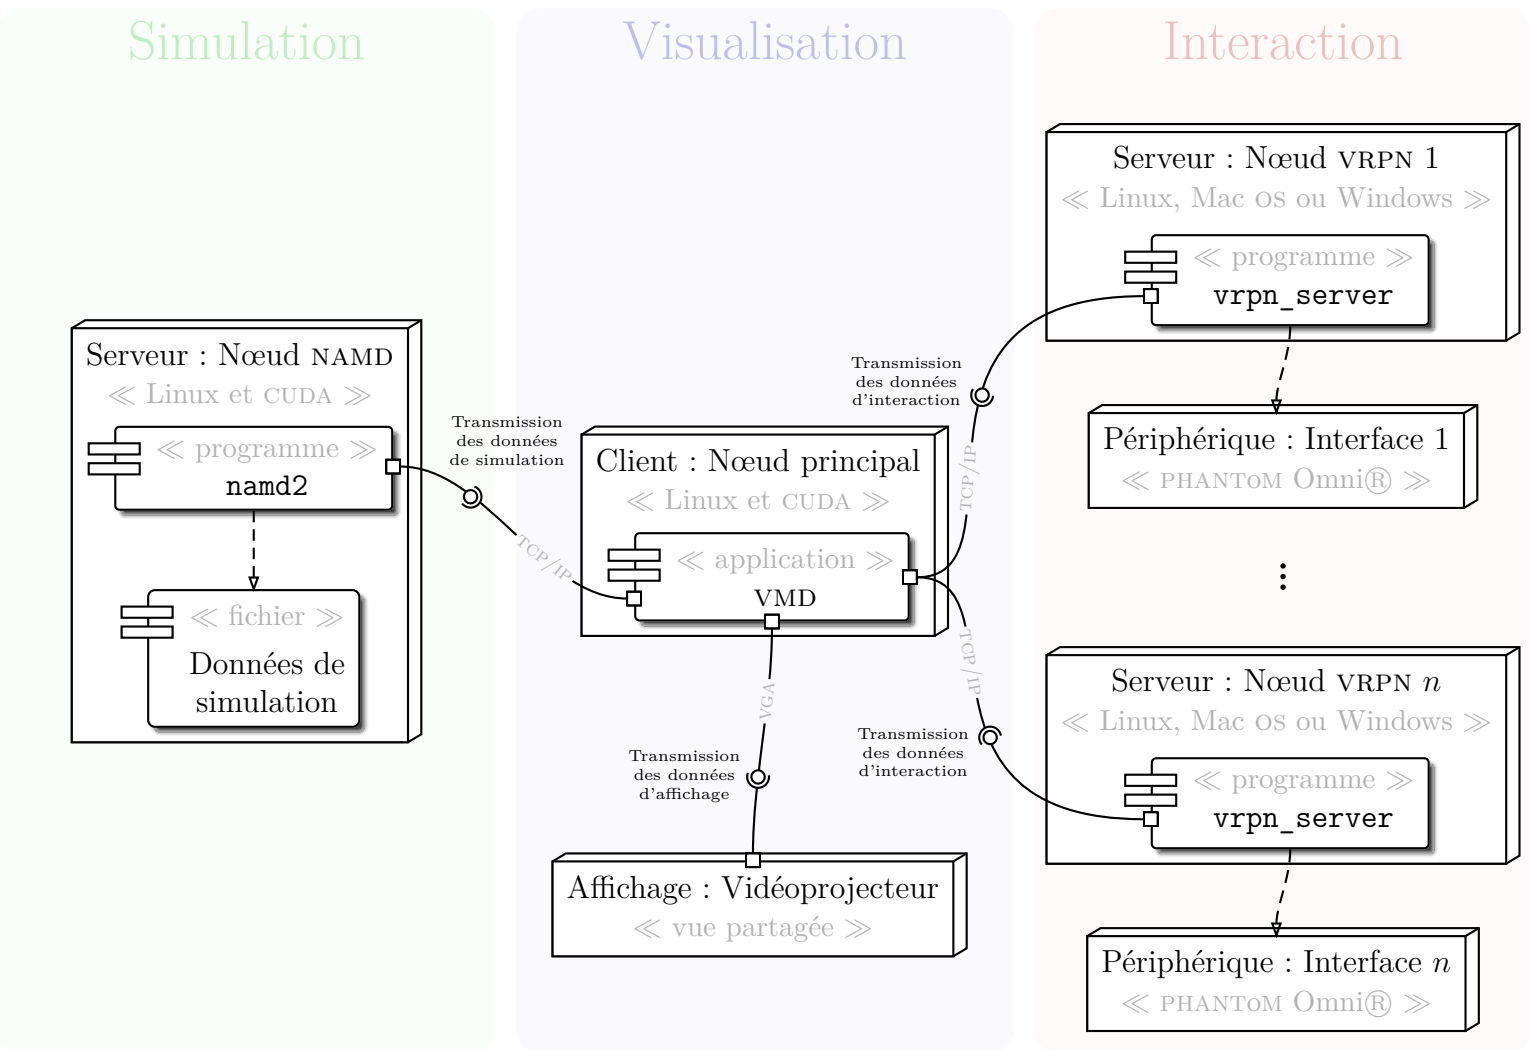 Simulation
Serveur : Nœud NAMD
≪ Linux et CUDA ≫
≪ programme ≫
namd2
≪ fichier ≫
Données de
simulation
Transmission
des données
de simulation
TCP/IP
Visualisation
Client : Nœud principal
≪ Linux et CUDA ≫
≪ application ≫
VMD
VGA
Transmission
des données
d'affichage
Affichage : Vidéoprojecteur
≪ vue partagée ≫
Transmission
des données
d'interaction
TCP/IP
TCP/IP
Transmission
des données
d'interaction
Interaction
Serveur : Nœud VRPN 1
≪ Linux, Mac OS ou Windows ≫
≪ programme ≫
vrpn_server
Périphérique : Interface 1
≪ PHANToM Omni® ≫
⋮
Serveur : Nœud VRPN n
≪ Linux, Mac OS ou Windows ≫
≪ programme ≫
vrpn_server
Périphérique : Interface n
≪ PHANToM Omni® ≫